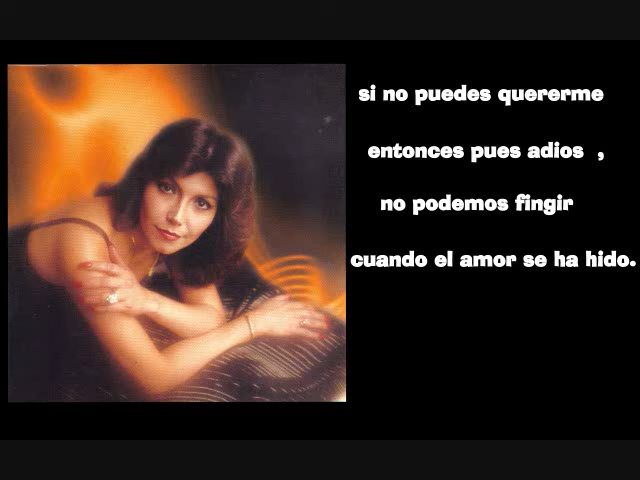 si no puedes quererme
entonces pues adios ,
no podemos fingir
cuando el amor se ha hido.